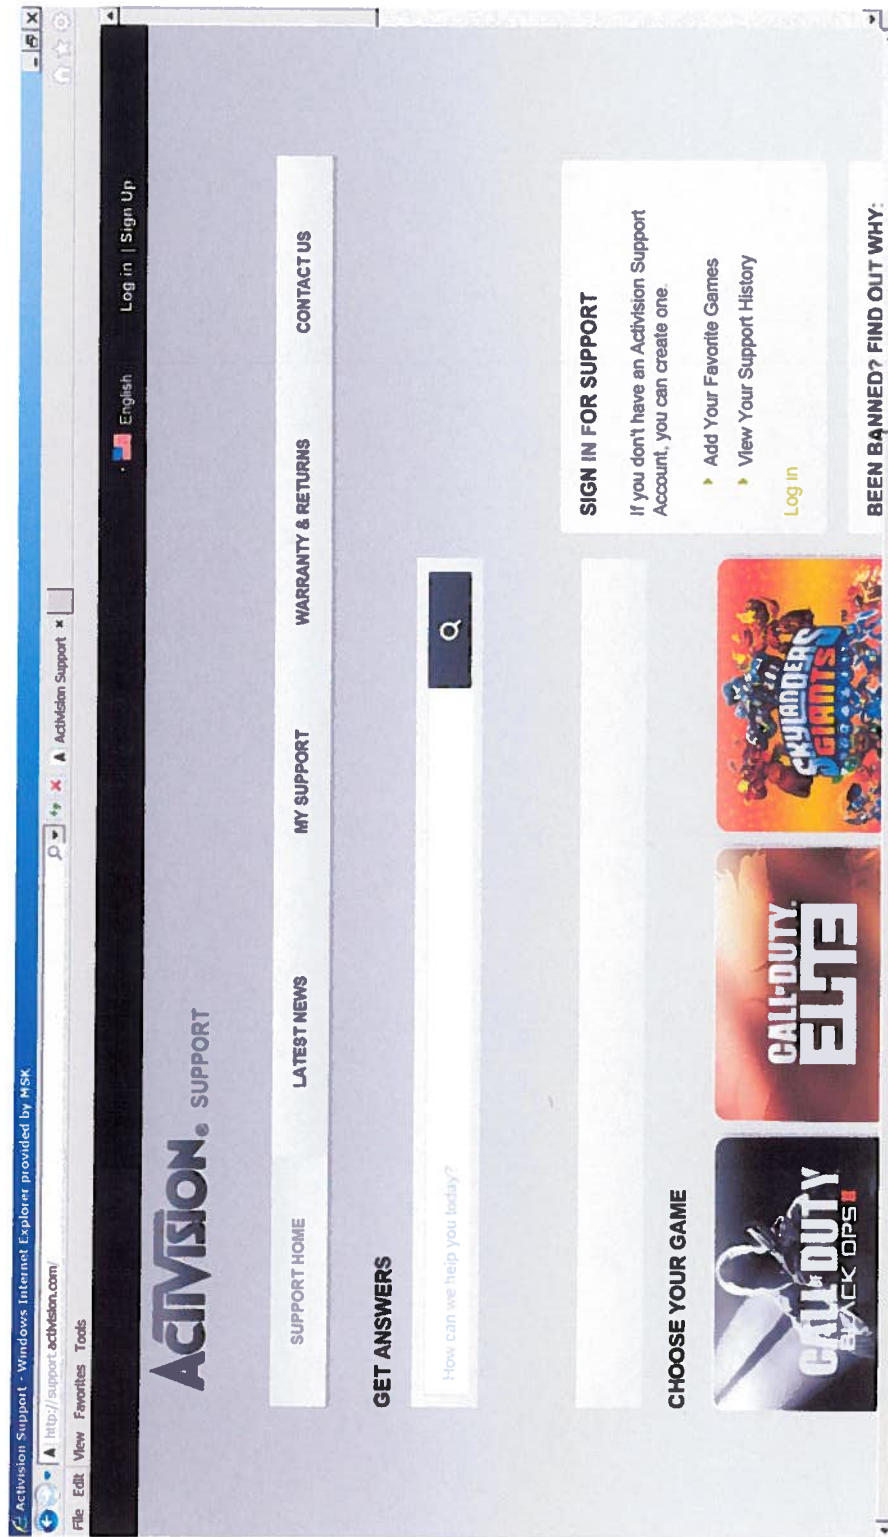 Activision Support - Windows Internet Explorer provided by MSK
http://support.activision.com/
Activision Support
File Edit View Favorites Tools
English Log in | Sign Up
ACTIVISION® SUPPORT
SUPPORT HOME LATEST NEWS MY SUPPORT WARRANTY & RETURNS CONTACT US
GET ANSWERS
How can we help you today?
SIGN IN FOR SUPPORT
If you don't have an Activision Support
Account, you can create one.
Add Your Favorite Games
View Your Support History
Log in
CHOOSE YOUR GAME
CALL OF DUTY
BLACK OPS II
CALL OF DUTY.
ELITE
SKYLANDERS
GIANTS
BEEN BANNED? FIND OUT WHY: